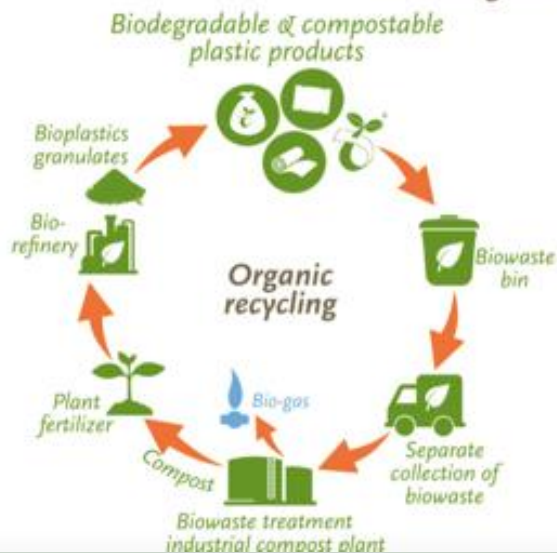 Biodegradable & compostable
plastic products
Bioplastics
granulates
Bio-
refinery
Biowaste
bin
Organic
recycling
Plant
fertilizer
Bio-gas
Compost
Separate
collection of
biowaste
Biowaste treatment
industrial compost plant